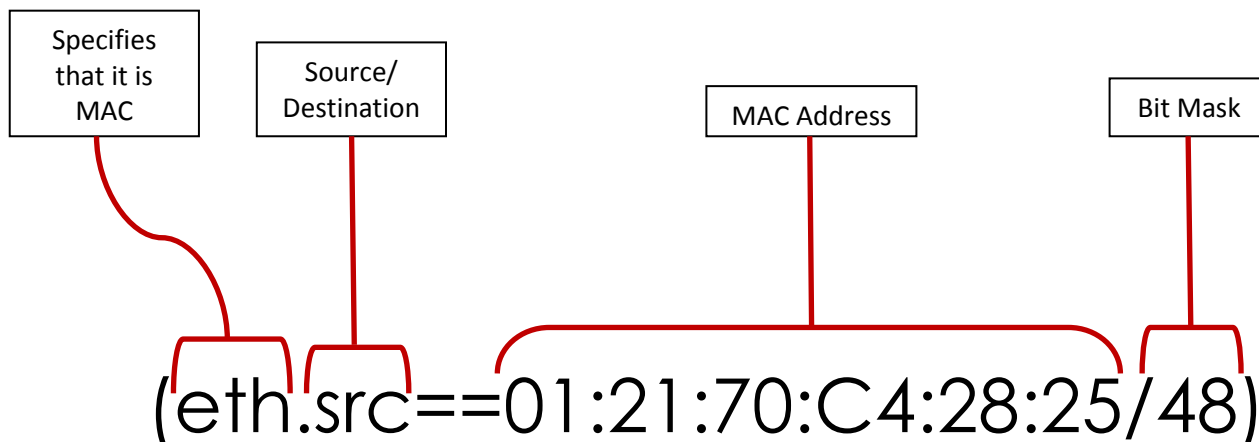 Specifies
that it is
MAC
Source/
Destination
MAC Address
Bit Mask
(eth.src==01:21:70:C4:28:25/48)